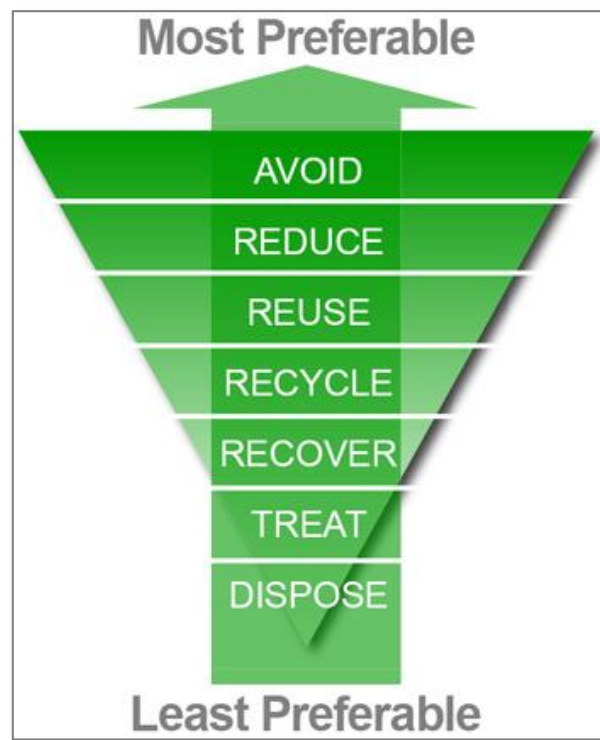 Most Preferable
AVOID
REDUCE
REUSE
RECYCLE
RECOVER
TREAT
DISPOSE
Least Preferable